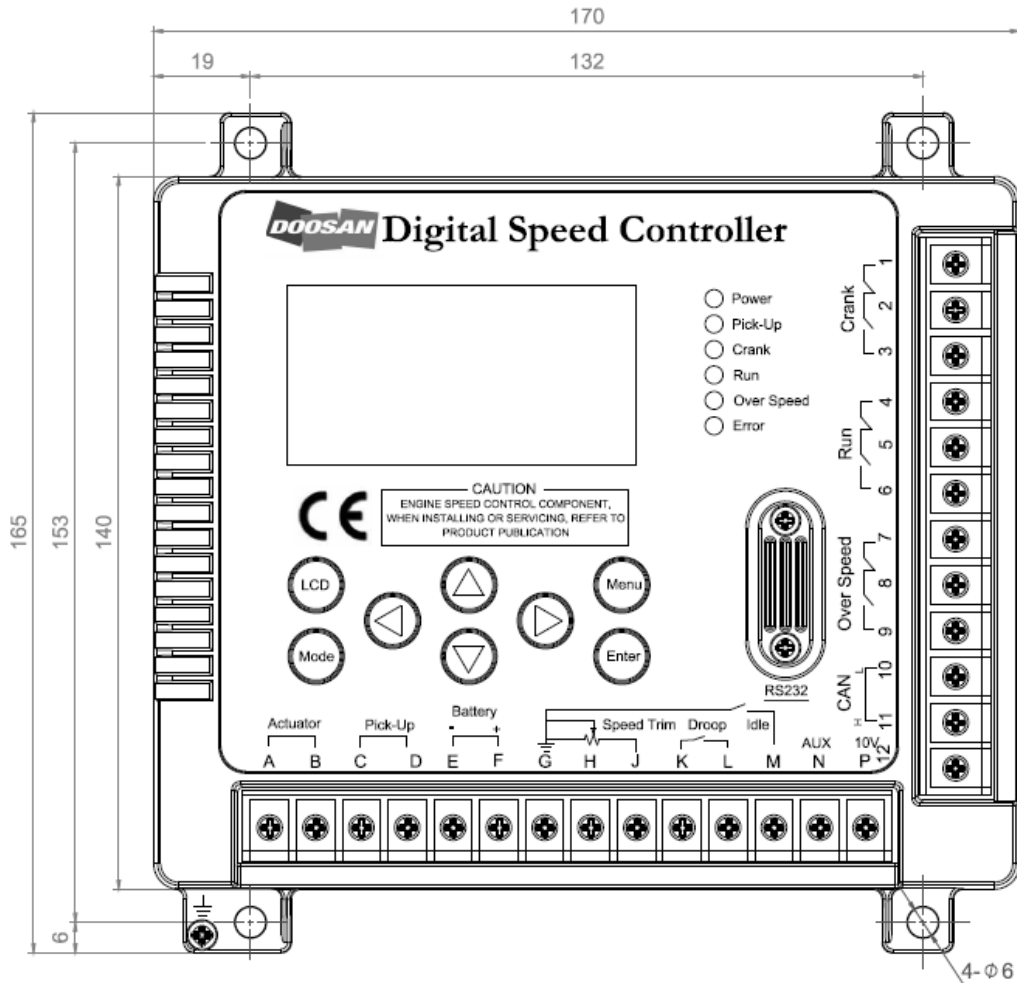 170
19
132
165
153
140
6
DOOSAN Digital Speed Controller
Power
Pick-Up
Crank
Run
Over Speed
Error
CE
CAUTION
ENGINE SPEED CONTROL COMPONENT,
WHEN INSTALLING OR SERVICING, REFER TO
PRODUCT PUBLICATION
LCD
Menu
Mode
Enter
RS232
Crank
1
2
3
Run
4
5
6
Over Speed
7
8
9
CAN
L
10
H
11
12
Actuator
Pick-Up
Battery
- +
Speed Trim
Droop
Idle
AUX
10V
A B C D E F G H J K L M N P
4-Φ6